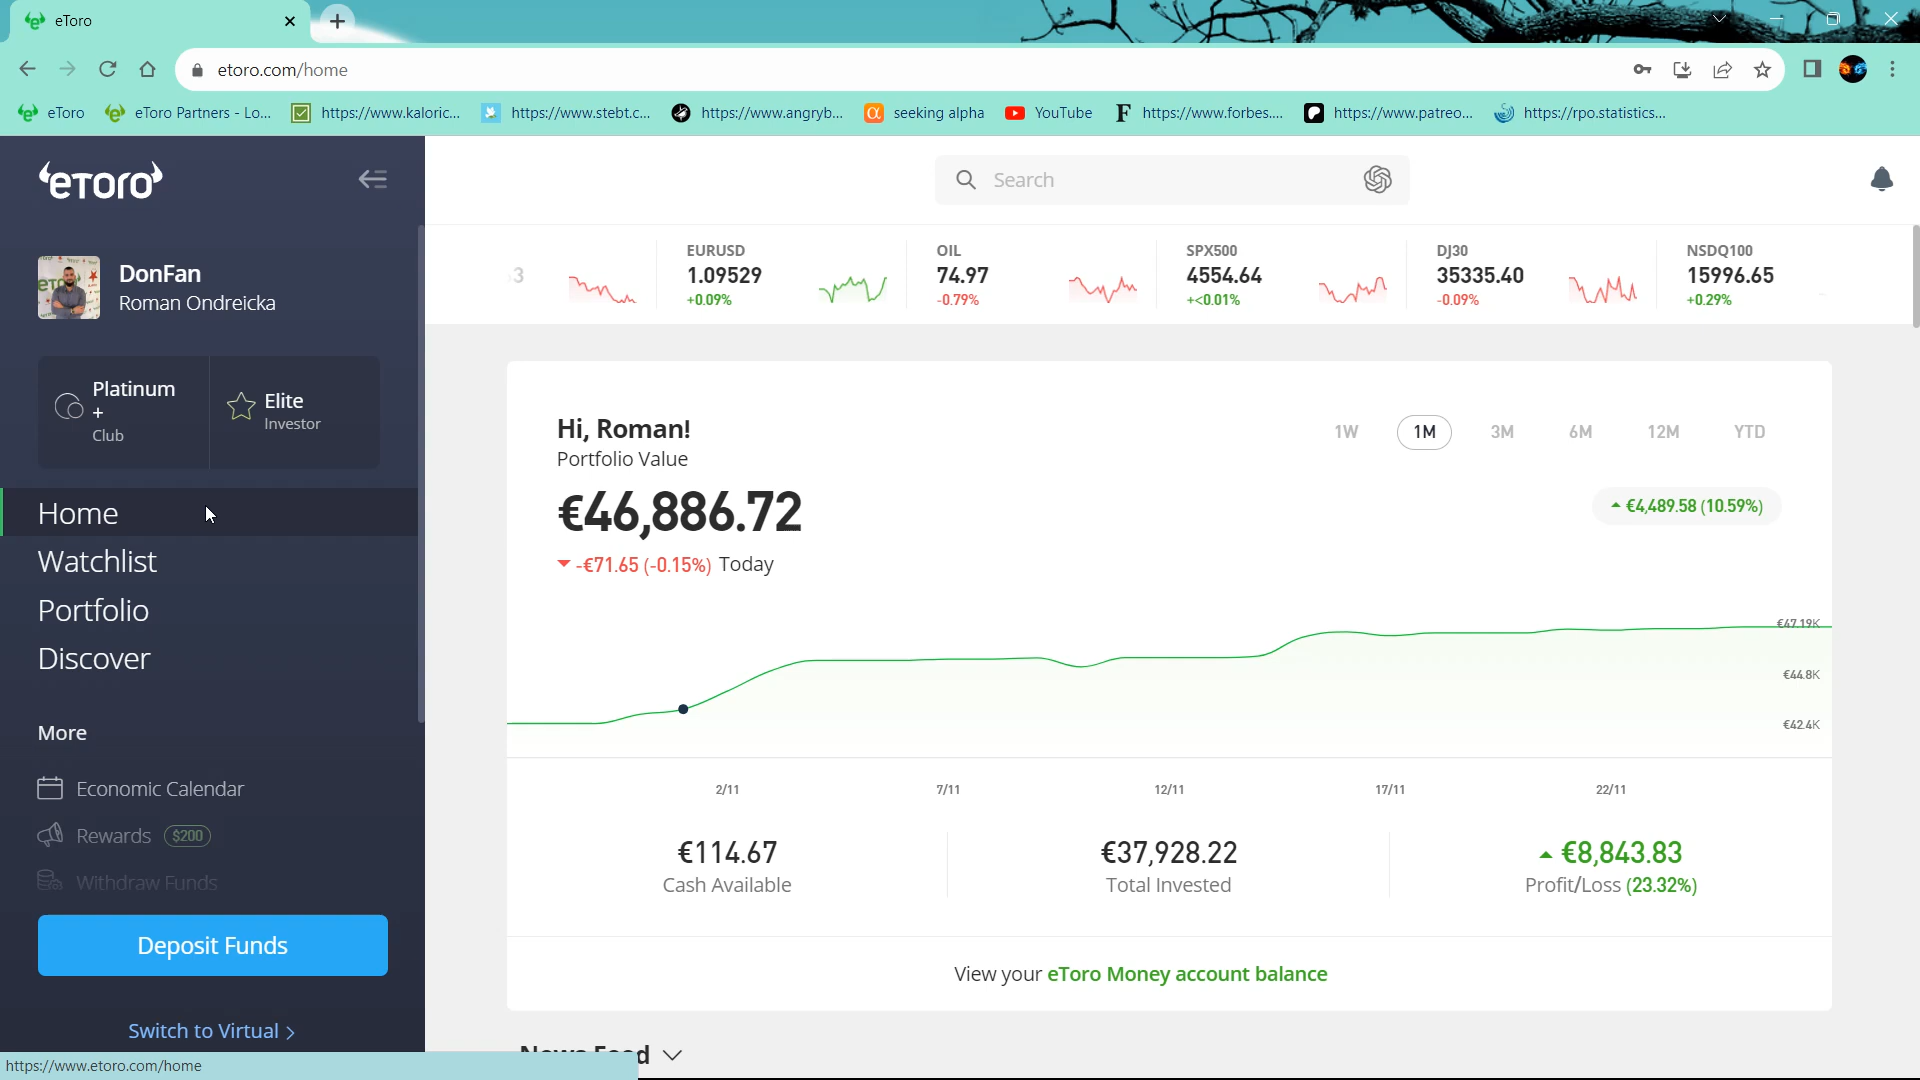 eToro
etoro.com/home
eToro
eToro Partners - Lo...
https://www.kaloric...
https://www.stebt.c...
https://www.angryb...
seeking alpha
YouTube
https://www.forbes....
https://www.patreo...
https://rpo.statistics...
eToro
DonFan
Roman Ondreicka
Platinum
+
Club
Elite
Investor
Home
Watchlist
Portfolio
Discover
More
Economic Calendar
Rewards $200
Withdraw Funds
Deposit Funds
Switch to Virtual >
https://www.etoro.com/home
Search
EURUSD
1.09529
+0.09%
OIL
74.97
-0.79%
SPX500
4554.64
+<0.01%
DJ30
35335.40
-0.09%
NSDQ100
15996.65
+0.29%
Hi, Roman!
Portfolio Value
€46,886.72
-€71.65 (-0.15%) Today
1W 1M 3M 6M 12M YTD
€4,489.58 (10.59%)
€47.19K
€44.8K
€42.4K
2/11 7/11 12/11 17/11 22/11
€114.67
Cash Available
€37,928.22
Total Invested
€8,843.83
Profit/Loss (23.32%)
View your eToro Money account balance
News Feed